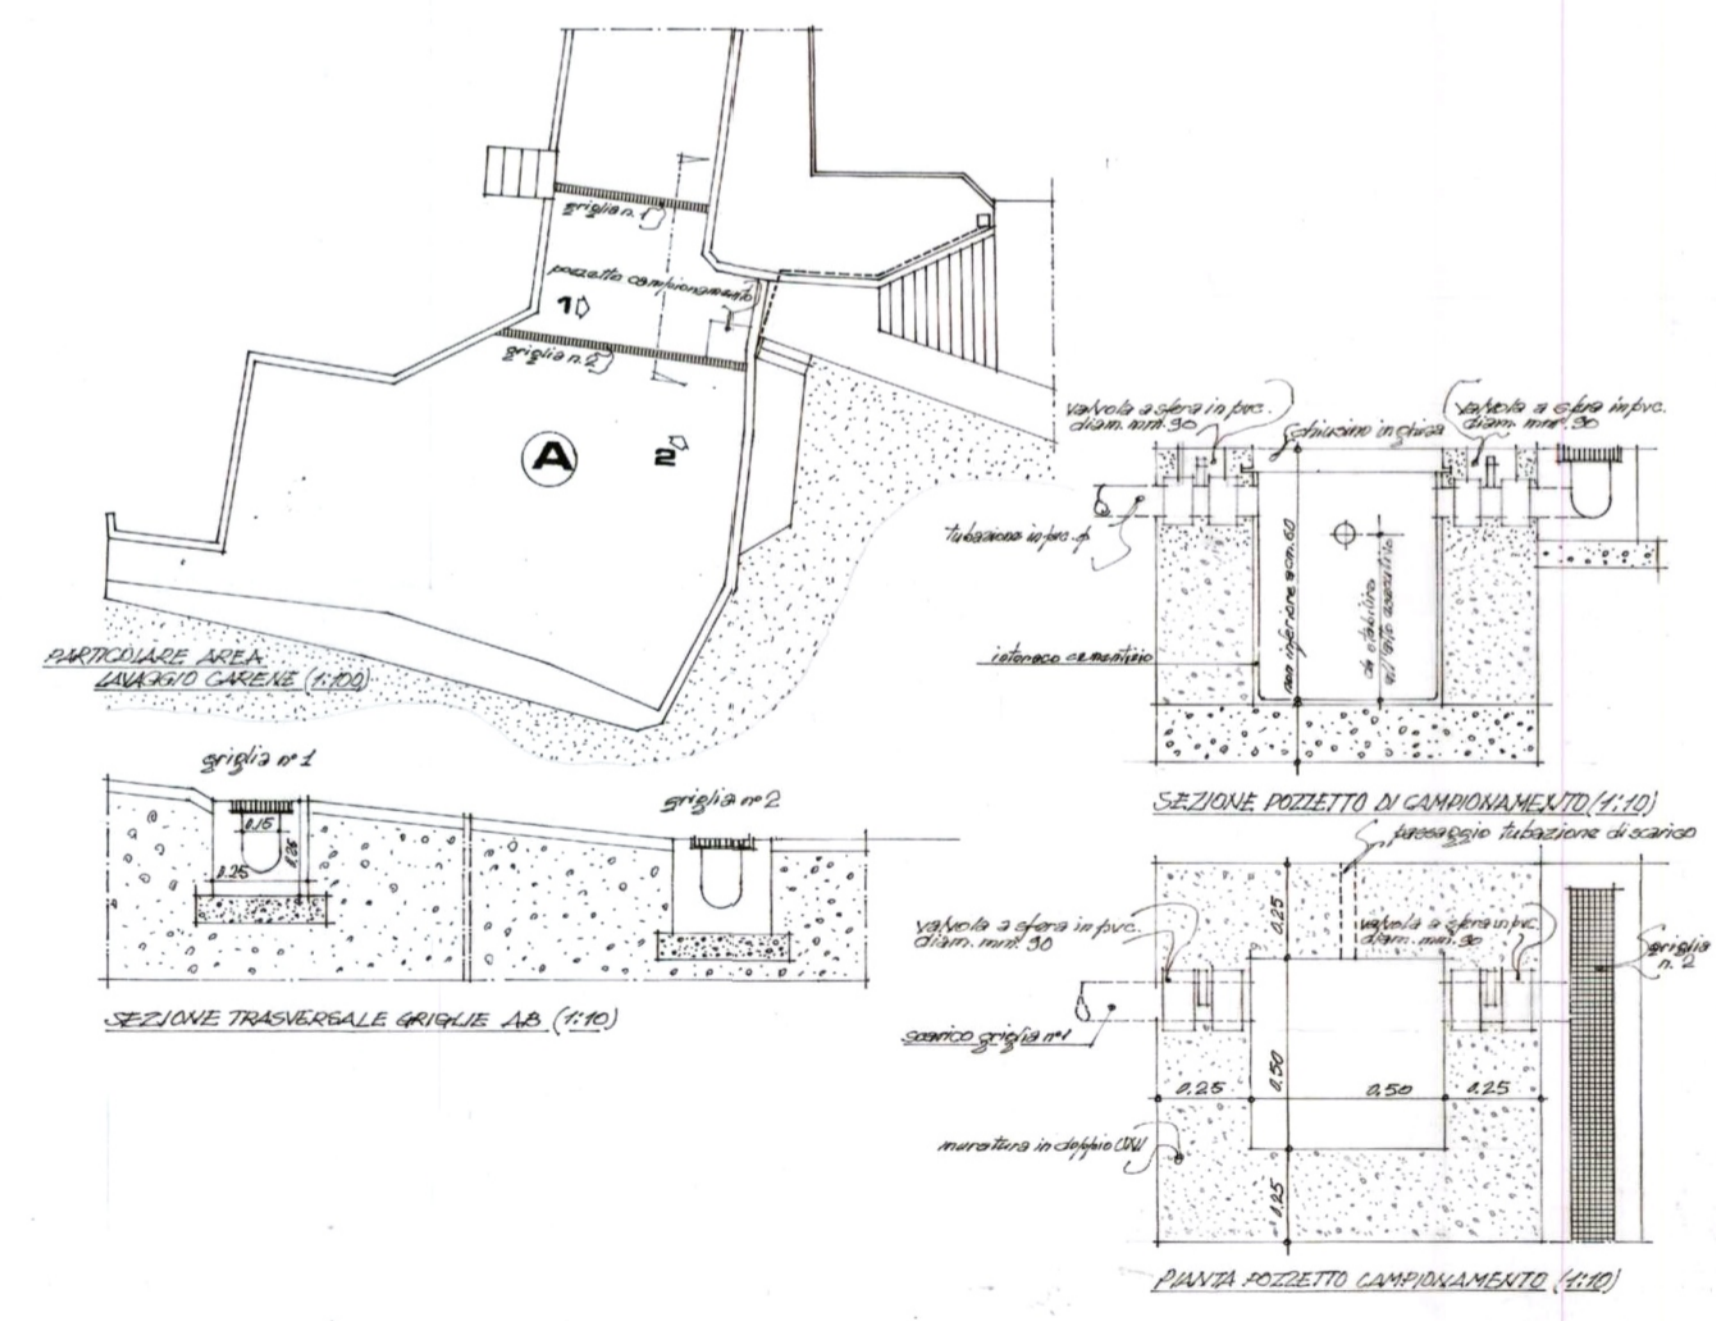 griglia n. 1
pozzetto campionamento
1
griglia n. 2
A
2
PARTICOLARE AREA
LAVAGGIO CARENE (1:100)
griglia n° 1
0.15
0.25
griglia n° 2
SEZIONE TRASVERSALE GRIGLIE AB (1:10)
valvola a sfera in pvc.
diam. mm. 90
chiusino in ghisa
valvola a sfera in pvc.
diam. mm. 90
tubazione in pvc. φ
non inferiore a cm. 60
da stabilire
intonaco cementizio
SEZIONE POZZETTO DI CAMPIONAMENTO (1:10)
passaggio tubazione di scarico
0.25
valvola a sfera in pvc.
diam. mm. 90
valvola a sfera in pvc.
diam. mm. 90
griglia
n. 2
scarico griglia n° 1
0.50
0.25
0.50
0.25
muratura in doppio UNI
0.25
PIANTA POZZETTO CAMPIONAMENTO (1:10)